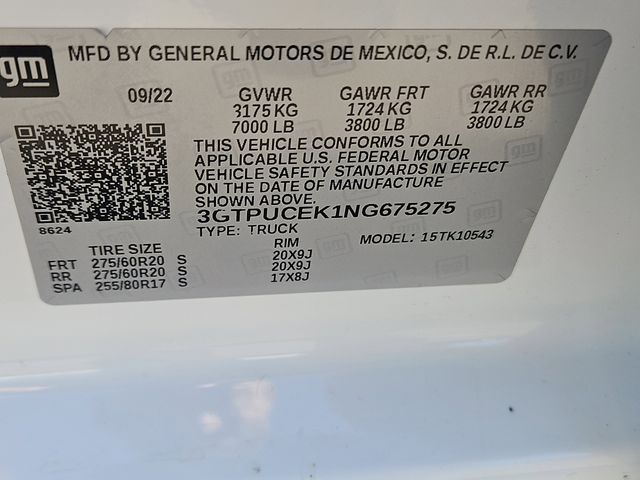 gm
MFD BY GENERAL MOTORS DE MEXICO, S. DE R.L. DE C.V.
09/22 GVWR GAWR FRT GAWR RR
3175 KG 1724 KG 1724 KG
7000 LB 3800 LB 3800 LB
THIS VEHICLE CONFORMS TO ALL
APPLICABLE U.S. FEDERAL MOTOR
VEHICLE SAFETY STANDARDS IN EFFECT
ON THE DATE OF MANUFACTURE
SHOWN ABOVE.
3GTPUCEK1NG675275
8624
TYPE: TRUCK MODEL: 15TK10543
TIRE SIZE RIM
FRT 275/60R20 S 20X9J
RR 275/60R20 S 20X9J
SPA 255/80R17 S 17X8J